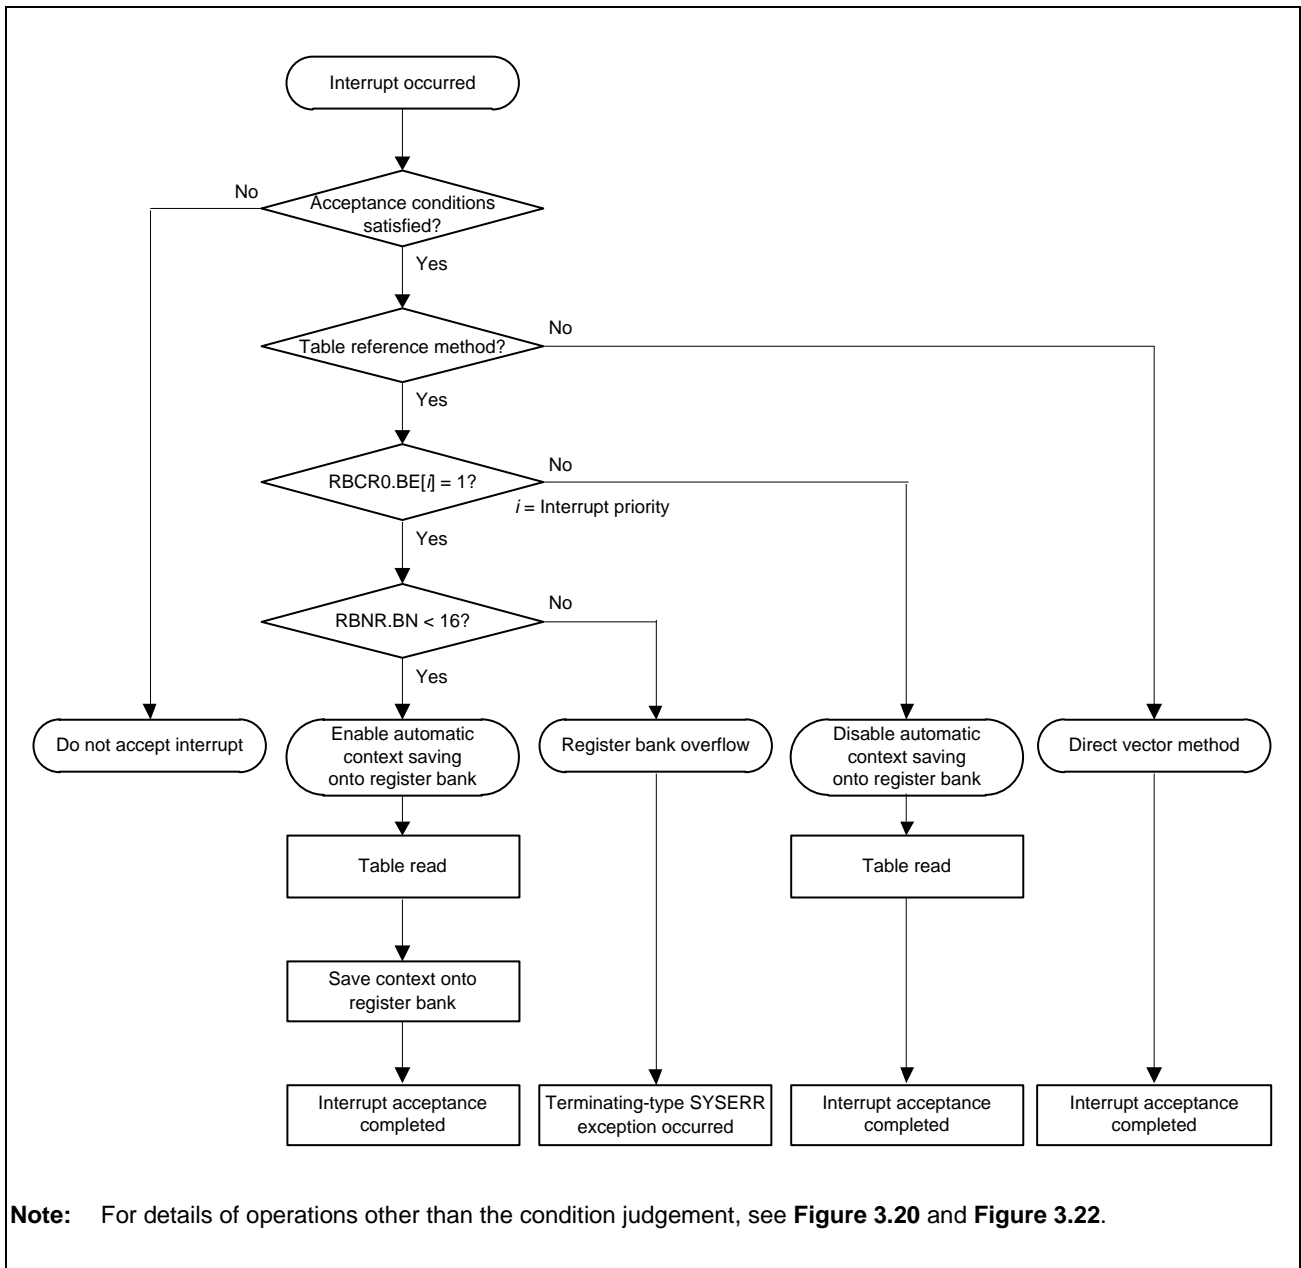 Interrupt occurred
No
Acceptance conditions
satisfied?
Yes
No
Table reference method?
Yes
No
RBCR0.BE[i] = 1?
i = Interrupt priority
Yes
No
RBNR.BN < 16?
Yes
Do not accept interrupt
Enable automatic
context saving
onto register bank
Register bank overflow
Disable automatic
context saving
onto register bank
Direct vector method
Table read
Table read
Save context onto
register bank
Interrupt acceptance
completed
Terminating-type SYSERR
exception occurred
Interrupt acceptance
completed
Interrupt acceptance
completed
Note: For details of operations other than the condition judgement, see Figure 3.20 and Figure 3.22.